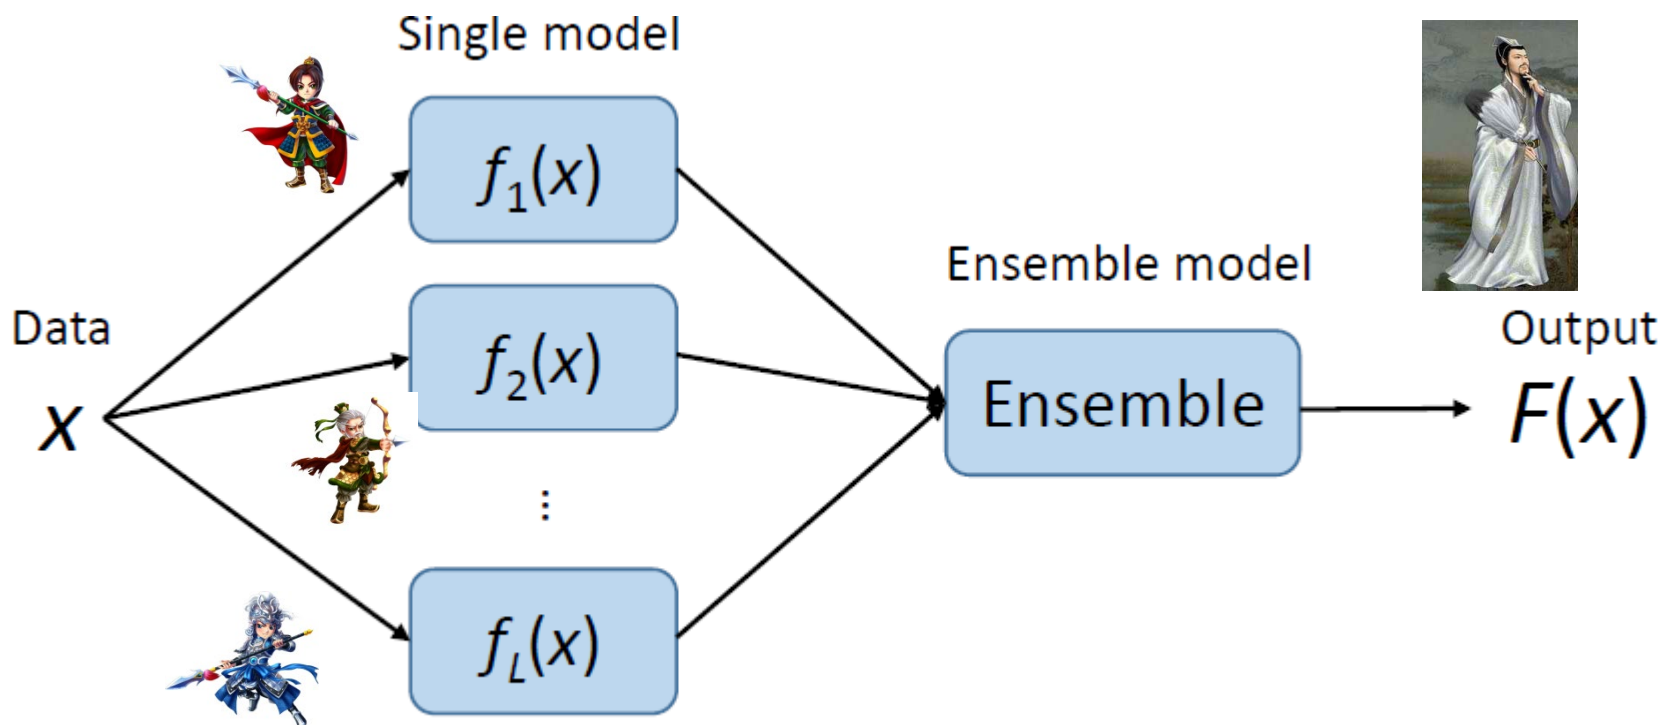 Single model
f1(x)
Data
x
f2(x)
⋮
fL(x)
Ensemble model
Ensemble
Output
F(x)